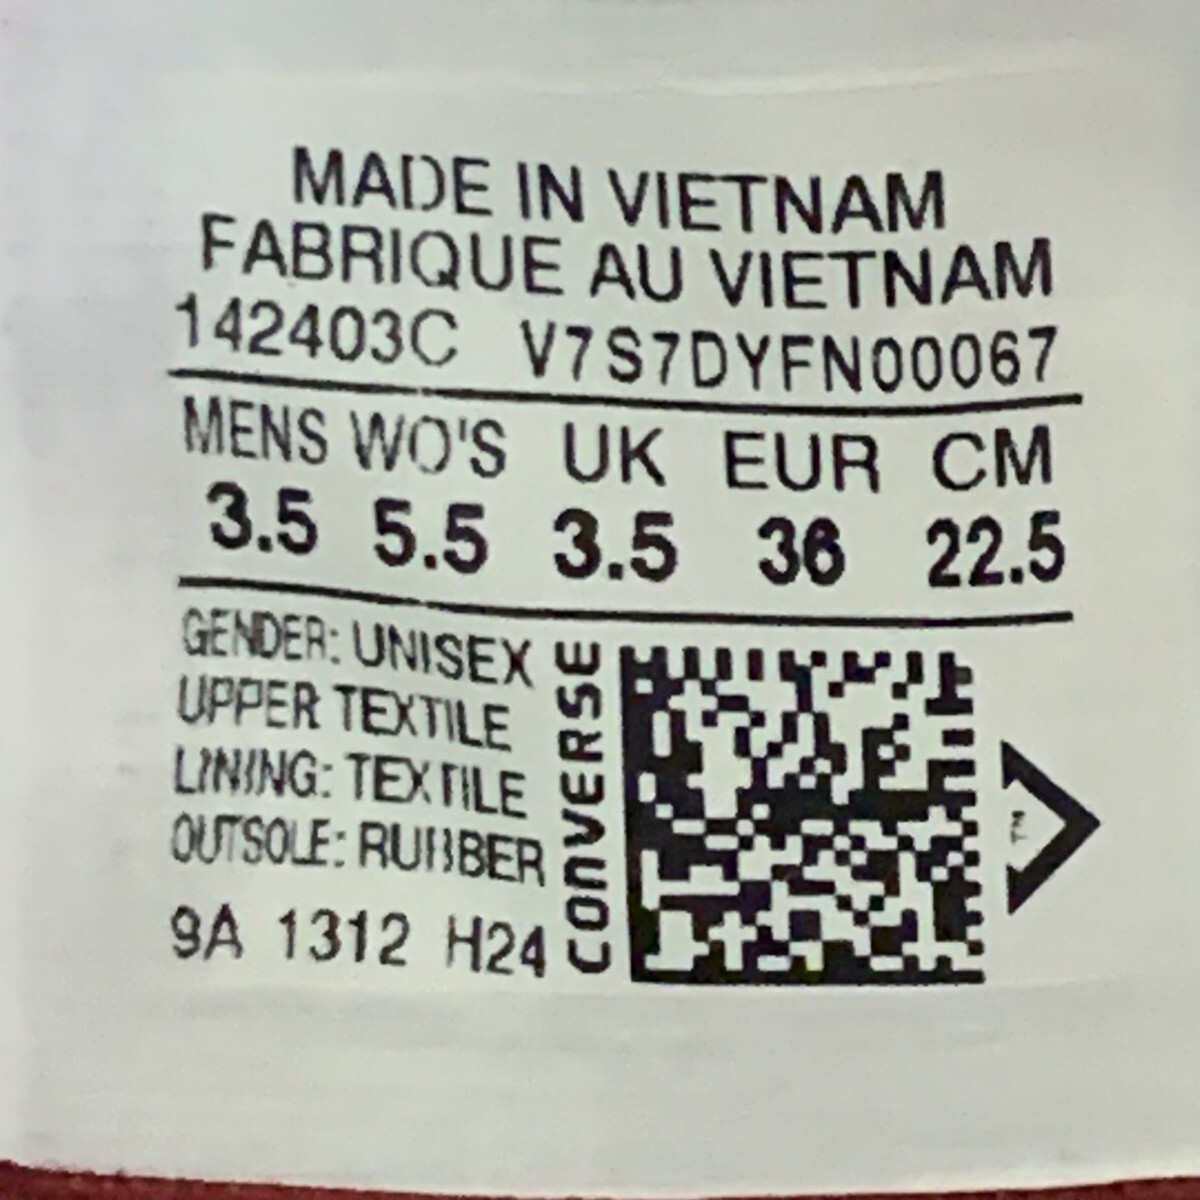 MADE IN VIETNAM
FABRIQUE AU VIETNAM
142403C V7S7DYFN00067
MENS WO'S UK EUR CM
3.5 5.5 3.5 36 22.5
GENDER: UNISEX
UPPER TEXTILE
LINING: TEXTILE
OUTSOLE: RUBBER
9A 1312 H24
CONVERSE